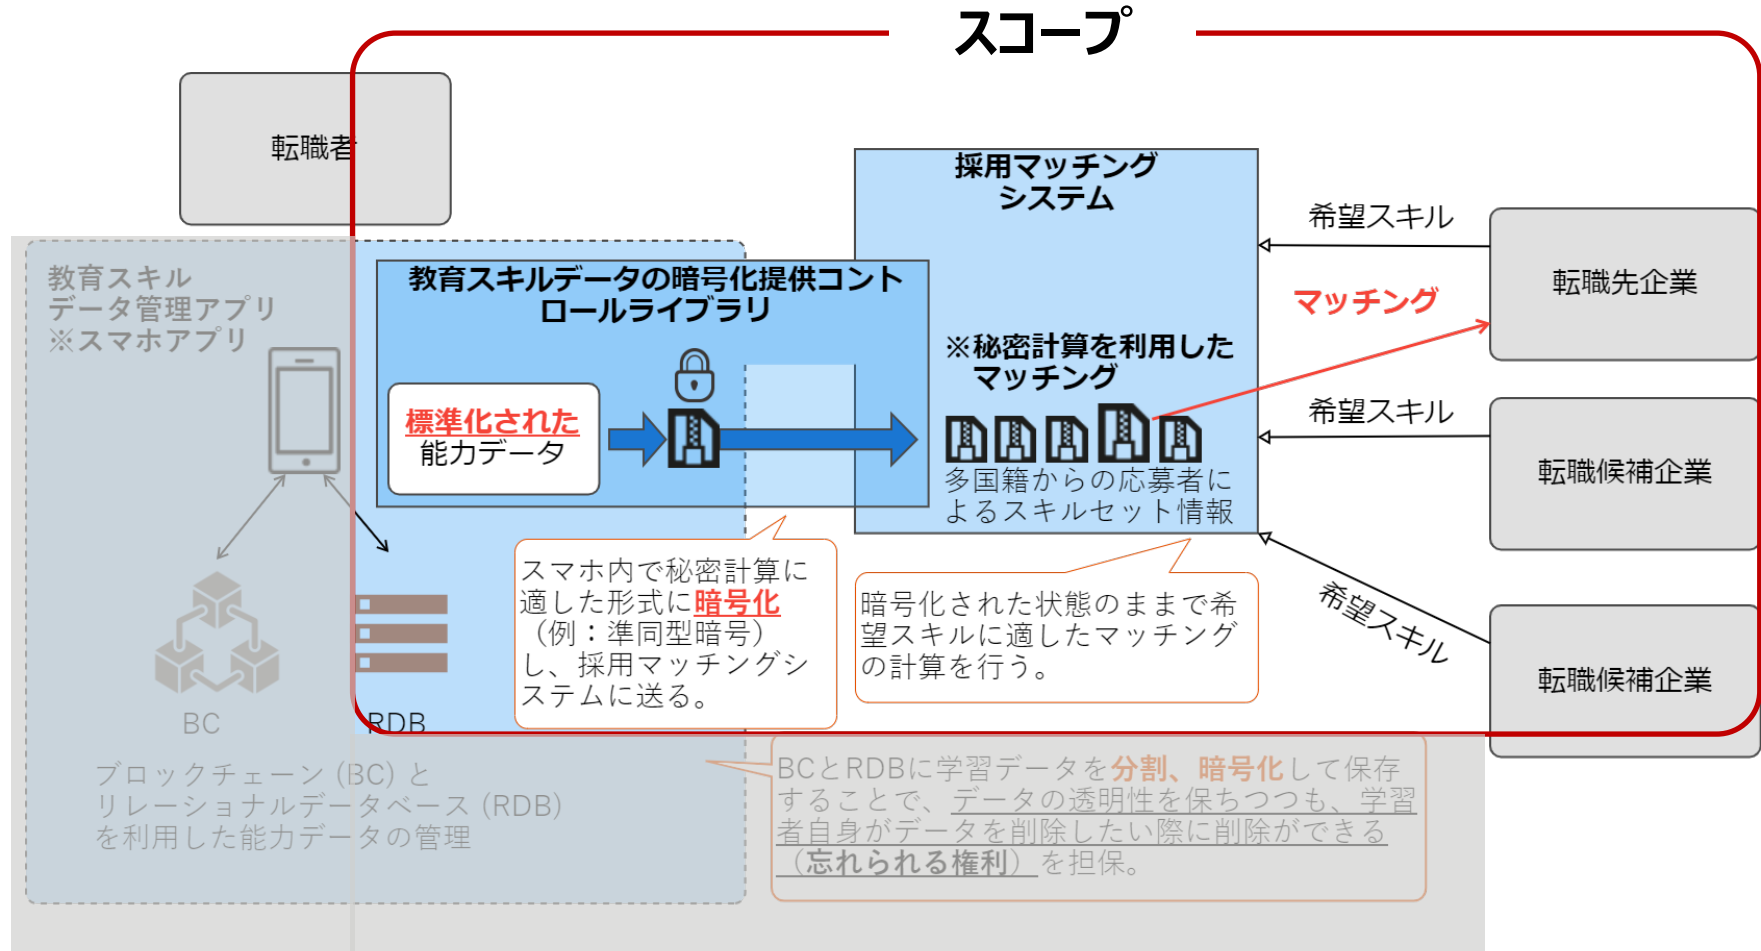 スコープ
転職者
採用マッチング
システム
希望スキル
転職先企業
マッチング
教育スキル
データ管理アプリ
※スマホアプリ
教育スキルデータの暗号化提供コント
ロールライブラリ
※秘密計算を利用した
マッチング
標準化された
能力データ
希望スキル
転職候補企業
多国籍からの応募者に
よるスキルセット情報
スマホ内で秘密計算に
適した形式に暗号化
（例：準同型暗号）
し、採用マッチングシ
ステムに送る。
暗号化された状態のままで希
望スキルに適したマッチング
の計算を行う。
希望スキル
転職候補企業
BC
RDB
ブロックチェーン (BC) と
リレーショナルデータベース (RDB)
を利用した能力データの管理
BCとRDBに学習データを分割、暗号化して保存
することで、データの透明性を保ちつつも、学習
者自身がデータを削除したい際に削除ができる
（忘れられる権利）を担保。